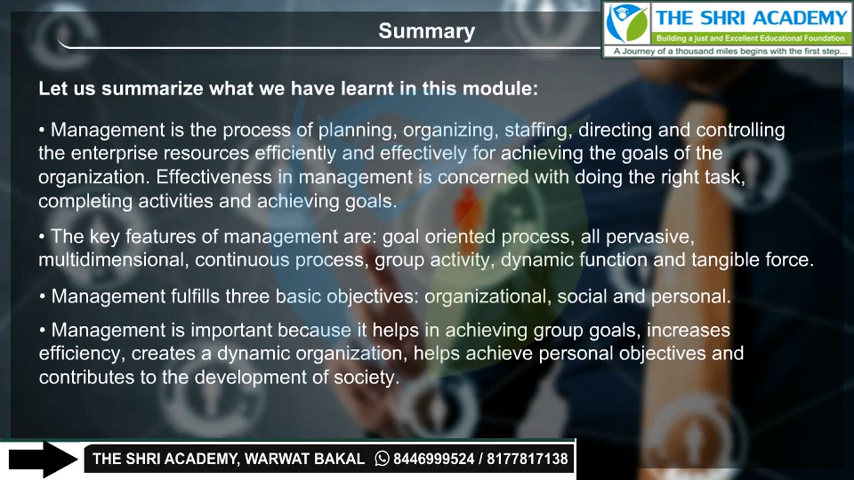 Summary
THE SHRI ACADEMY
Building a just and Excellent Educational Foundation
A Journey of a thousand miles begins with the first step...
Let us summarize what we have learnt in this module:
• Management is the process of planning, organizing, staffing, directing and controlling
the enterprise resources efficiently and effectively for achieving the goals of the
organization. Effectiveness in management is concerned with doing the right task,
completing activities and achieving goals.
• The key features of management are: goal oriented process, all pervasive,
multidimensional, continuous process, group activity, dynamic function and tangible force.
• Management fulfills three basic objectives: organizational, social and personal.
• Management is important because it helps in achieving group goals, increases
efficiency, creates a dynamic organization, helps achieve personal objectives and
contributes to the development of society.
THE SHRI ACADEMY, WARWAT BAKAL 8446999524 / 8177817138